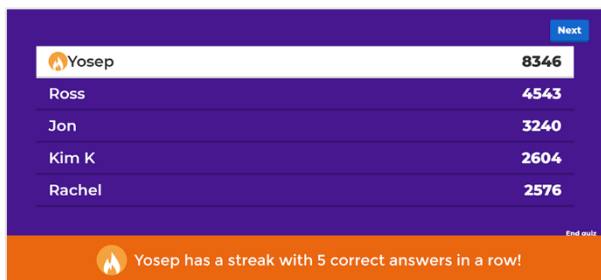 Next
Yosep 8346
Ross 4543
Jon 3240
Kim K 2604
Rachel 2576
End quiz
Yosep has a streak with 5 correct answers in a row!